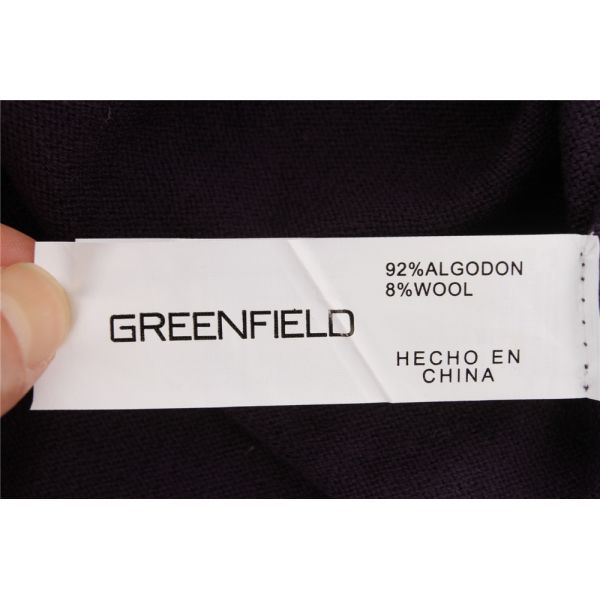 GREENFIELD
92%ALGODON
8%WOOL
HECHO EN
CHINA